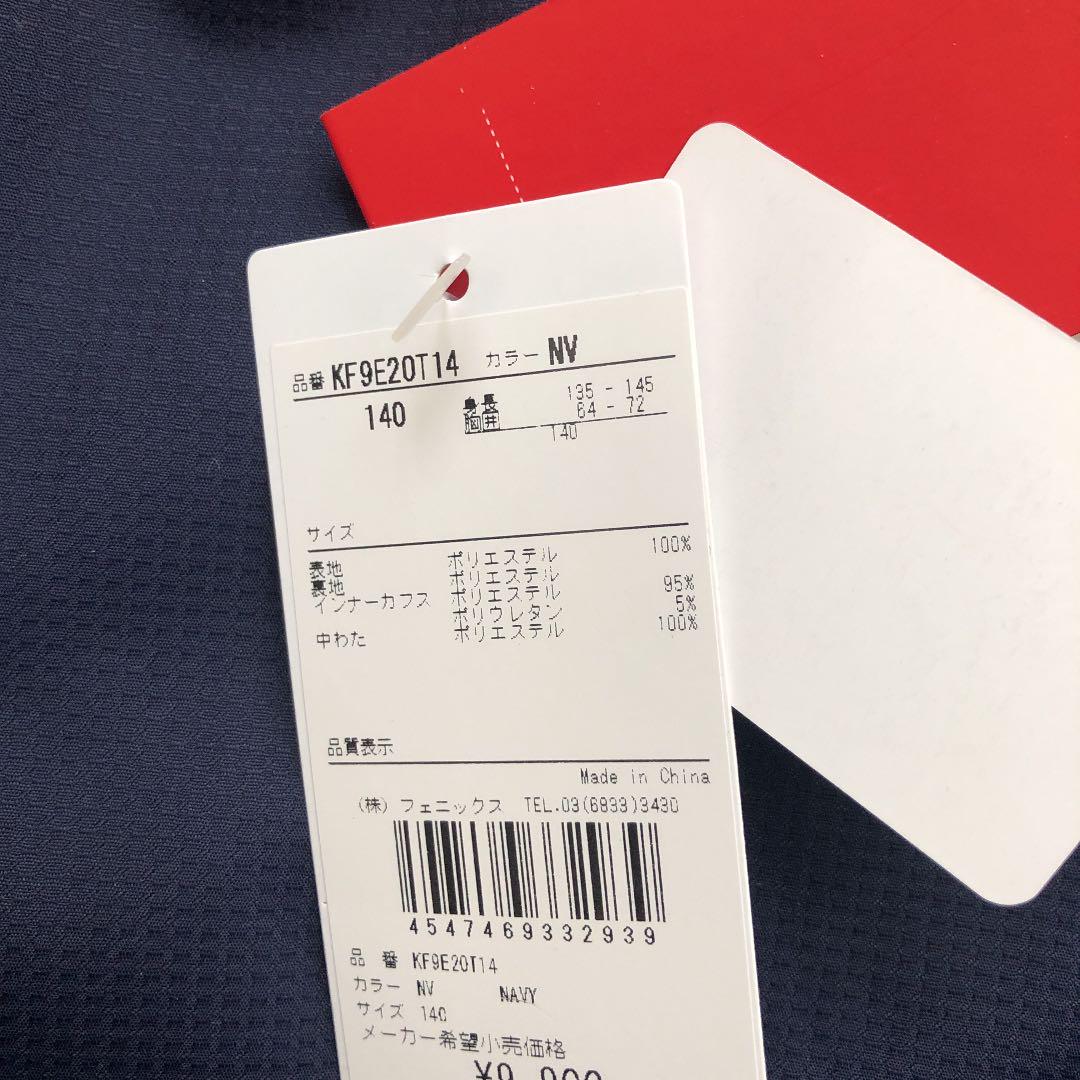 品番 KF9E20T14 カラー NV
140 身長 135 - 145
胸囲 64 - 72
140
サイズ
表地 ポリエステル 100%
裏地 ポリエステル
インナーカフス ポリエステル 95%
ポリウレタン 5%
中わた ポリエステル 100%
品質表示
Made in China
(株) フェニックス TEL.03(6833)3430
4547469332939
品 番 KF9E20T14
カラー NV NAVY
サイズ 140
メーカー希望小売価格